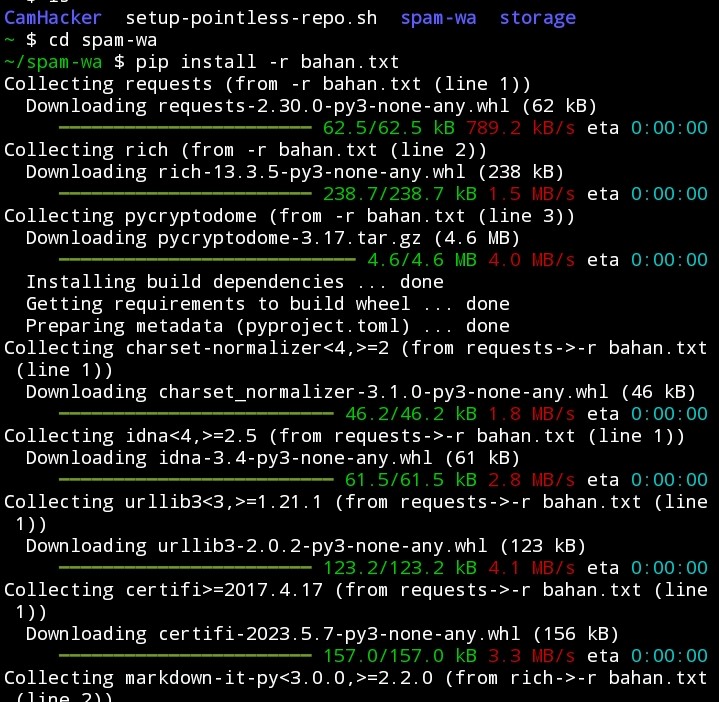 CamHacker  setup-pointless-repo.sh  spam-wa  storage
~ $ cd spam-wa
~/spam-wa $ pip install -r bahan.txt
Collecting requests (from -r bahan.txt (line 1))
  Downloading requests-2.30.0-py3-none-any.whl (62 kB)
     ━━━━━━━━━━━━━━━━━━━━━━━ 62.5/62.5 kB 789.2 kB/s eta 0:00:00
Collecting rich (from -r bahan.txt (line 2))
  Downloading rich-13.3.5-py3-none-any.whl (238 kB)
     ━━━━━━━━━━━━━━━━━━━━━━━ 238.7/238.7 kB 1.5 MB/s eta 0:00:00
Collecting pycryptodome (from -r bahan.txt (line 3))
  Downloading pycryptodome-3.17.tar.gz (4.6 MB)
     ━━━━━━━━━━━━━━━━━━━━━━━━━━━ 4.6/4.6 MB 4.0 MB/s eta 0:00:00
  Installing build dependencies ... done
  Getting requirements to build wheel ... done
  Preparing metadata (pyproject.toml) ... done
Collecting charset-normalizer<4,>=2 (from requests->-r bahan.txt
 (line 1))
  Downloading charset_normalizer-3.1.0-py3-none-any.whl (46 kB)
     ━━━━━━━━━━━━━━━━━━━━━━━━━ 46.2/46.2 kB 1.8 MB/s eta 0:00:00
Collecting idna<4,>=2.5 (from requests->-r bahan.txt (line 1))
  Downloading idna-3.4-py3-none-any.whl (61 kB)
     ━━━━━━━━━━━━━━━━━━━━━━━━━ 61.5/61.5 kB 2.8 MB/s eta 0:00:00
Collecting urllib3<3,>=1.21.1 (from requests->-r bahan.txt (line
 1))
  Downloading urllib3-2.0.2-py3-none-any.whl (123 kB)
     ━━━━━━━━━━━━━━━━━━━━━━━ 123.2/123.2 kB 4.1 MB/s eta 0:00:00
Collecting certifi>=2017.4.17 (from requests->-r bahan.txt (line
 1))
  Downloading certifi-2023.5.7-py3-none-any.whl (156 kB)
     ━━━━━━━━━━━━━━━━━━━━━━━ 157.0/157.0 kB 3.3 MB/s eta 0:00:00
Collecting markdown-it-py<3.0.0,>=2.2.0 (from rich->-r bahan.txt
 (line 2))